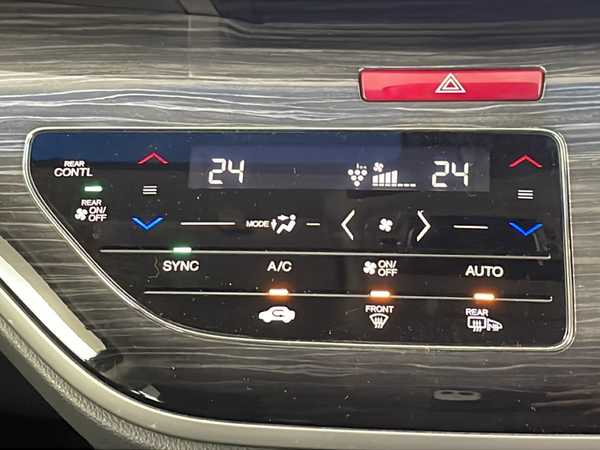 REAR
CONTL
24
24
REAR
ON/
OFF
MODE
SYNC
A/C
ON/
OFF
AUTO
FRONT
REAR